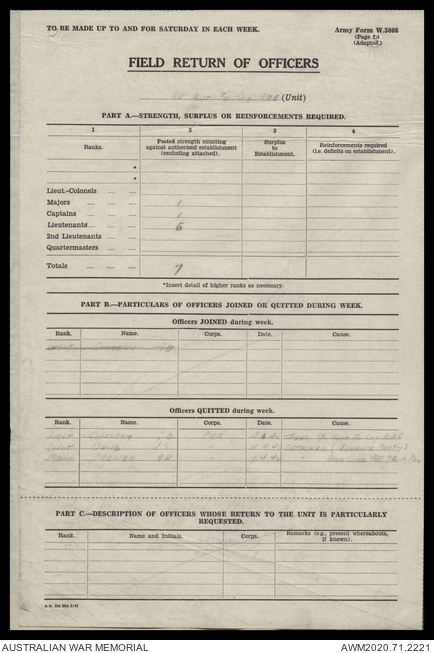 TO BE MADE UP TO AND FOR SATURDAY IN EACH WEEK.
Army Form W.3008
(Page 1)
(Adapted.)
FIELD RETURN OF OFFICERS
(Unit)
PART A.—STRENGTH, SURPLUS OR REINFORCEMENTS REQUIRED.
1 2 3 4
Ranks. Posted strength counting against authorized establishment (excluding attached). Surplus to Establishment. Reinforcements required (i.e. deficits on establishment).
*
*
Lieut.-Colonels
Majors 1
Captains 1
Lieutenants 6
2nd Lieutenants
Quartermasters
Totals 7
*Insert detail of higher ranks as necessary.
PART B.—PARTICULARS OF OFFICERS JOINED OR QUITTED DURING WEEK.
Officers JOINED during week.
Rank. Name. Corps. Date. Cause.
Officers QUITTED during week.
Rank. Name. Corps. Date. Cause.
PART C.—DESCRIPTION OF OFFICERS WHOSE RETURN TO THE UNIT IS PARTICULARLY
REQUESTED.
Rank. Name and Initials. Corps. Remarks (e.g., present whereabouts, if known).
AUSTRALIAN WAR MEMORIAL
AWM2020.71.2221